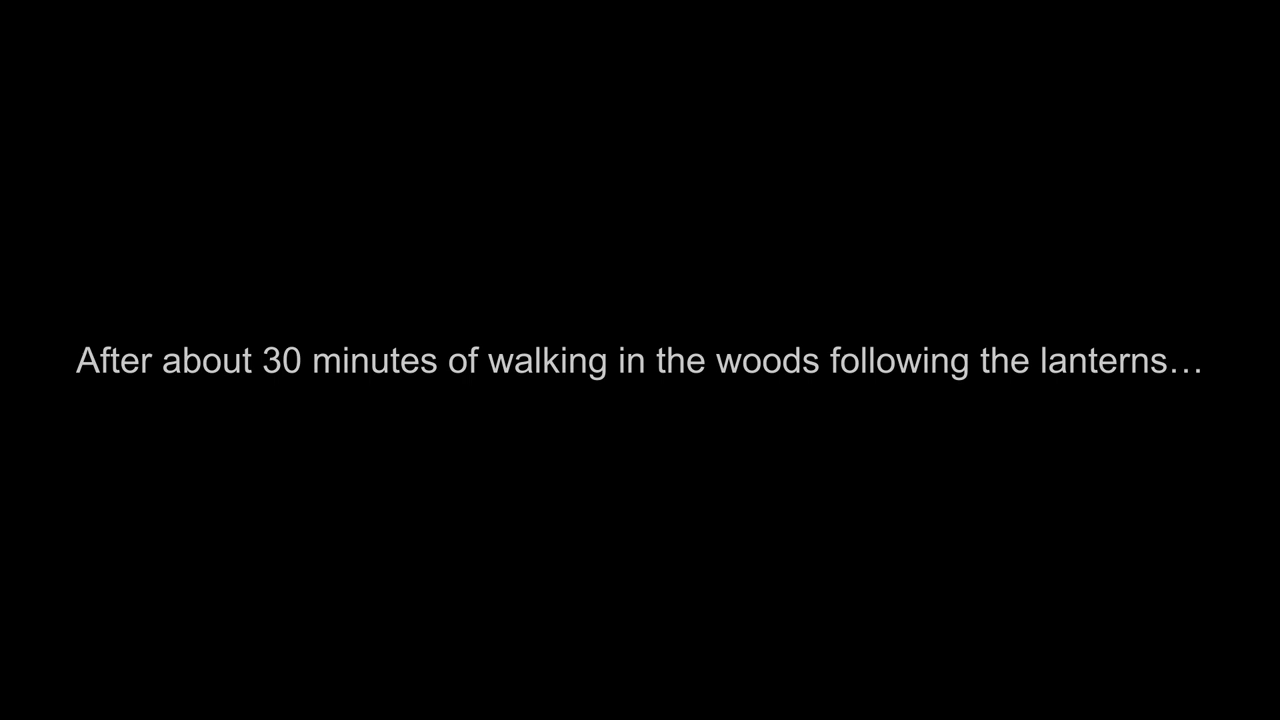 After about 30 minutes of walking in the woods following the lanterns…